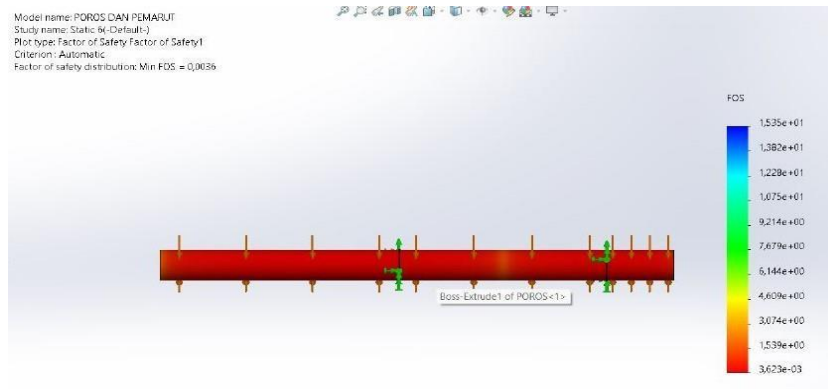 Model name: POROS DAN PEMARUT
Study name: Static 6(-Default-)
Plot type: Factor of Safety Factor of Safety1
Criterion : Automatic
Factor of safety distribution: Min FOS = 0,0036
FOS
1,535e+01
1,382e+01
1,228e+01
1,075e+01
9,214e+00
7,679e+00
6,144e+00
4,609e+00
3,074e+00
1,539e+00
3,623e-03
Boss-Extrude1 of POROS<1>